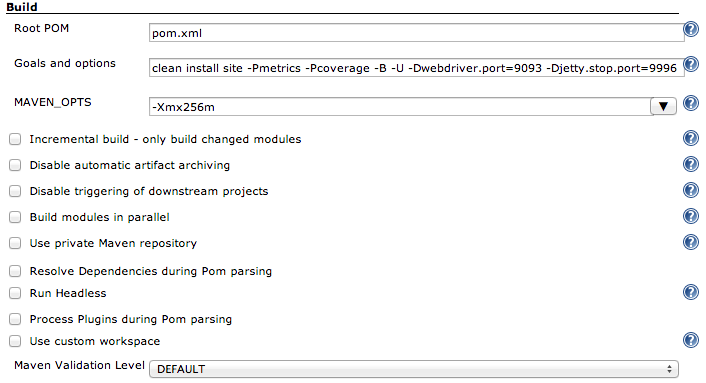 Build
Root POM
pom.xml
Goals and options
clean install site -Pmetrics -Pcoverage -B -U -Dwebdriver.port=9093 -Djetty.stop.port=9996
MAVEN_OPTS
-Xmx256m
Incremental build - only build changed modules
Disable automatic artifact archiving
Disable triggering of downstream projects
Build modules in parallel
Use private Maven repository
Resolve Dependencies during Pom parsing
Run Headless
Process Plugins during Pom parsing
Use custom workspace
Maven Validation Level
DEFAULT